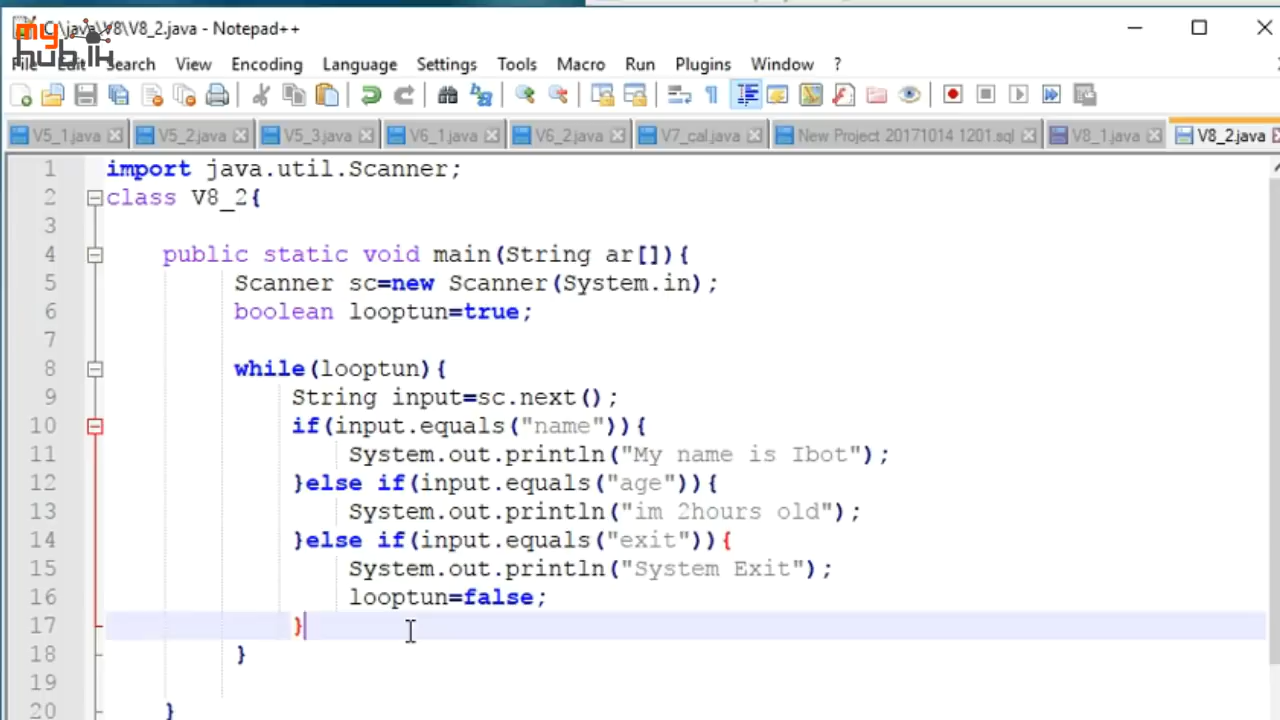 my
hub.lk
C:\java\V8\V8_2.java - Notepad++
File Edit Search View Encoding Language Settings Tools Macro Run Plugins Window ?
V5_1.java V5_2.java V5_3.java V6_1.java V6_2.java V7_cal.java New Project 20171014 1201.sql V8_1.java V8_2.java
1 import java.util.Scanner;
2 class V8_2{
3
4 public static void main(String ar[]){
5 Scanner sc=new Scanner(System.in);
6 boolean looptun=true;
7
8 while(looptun){
9 String input=sc.next();
10 if(input.equals("name")){
11 System.out.println("My name is Ibot");
12 }else if(input.equals("age")){
13 System.out.println("im 2hours old");
14 }else if(input.equals("exit")){
15 System.out.println("System Exit");
16 looptun=false;
17 }
18 }
19
20 }